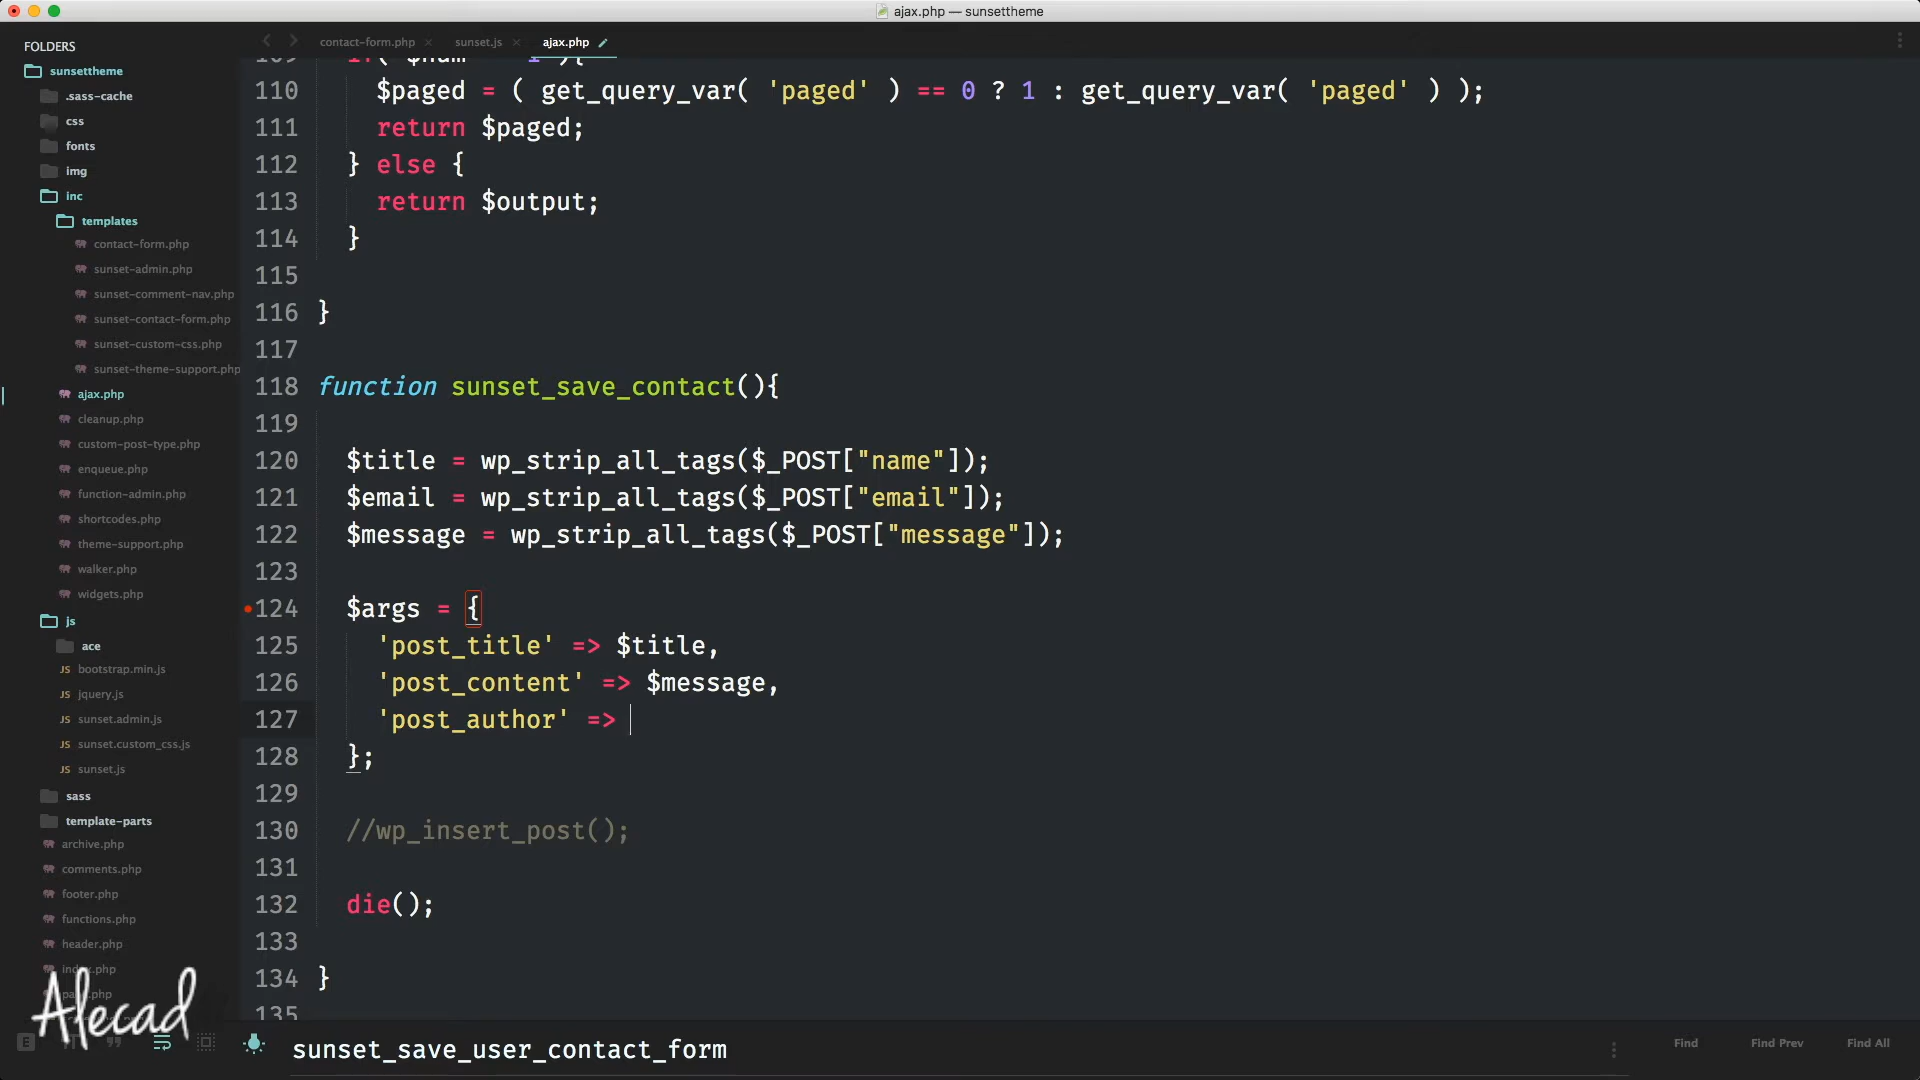 ajax.php — sunsettheme
FOLDERS
sunsettheme
.sass-cache
css
fonts
img
inc
templates
contact-form.php
sunset-admin.php
sunset-comment-nav.php
sunset-contact-form.php
sunset-custom-css.php
sunset-theme-support.php
ajax.php
cleanup.php
custom-post-type.php
enqueue.php
function-admin.php
shortcodes.php
theme-support.php
walker.php
widgets.php
js
ace
JS bootstrap.min.js
JS jquery.js
JS sunset.admin.js
JS sunset.custom_css.js
JS sunset.js
sass
template-parts
archive.php
comments.php
footer.php
functions.php
header.php
Alecad
contact-form.php × sunset.js × ajax.php
110 $paged = ( get_query_var( 'paged' ) == 0 ? 1 : get_query_var( 'paged' ) );
111 return $paged;
112 } else {
113 return $output;
114 }
115
116 }
117
118 function sunset_save_contact(){
119
120 $title = wp_strip_all_tags($_POST["name"]);
121 $email = wp_strip_all_tags($_POST["email"]);
122 $message = wp_strip_all_tags($_POST["message"]);
123
124 $args = {
125 'post_title' => $title,
126 'post_content' => $message,
127 'post_author' =>
128 };
129
130 //wp_insert_post();
131
132 die();
133
134 }
135
sunset_save_user_contact_form
Find Find Prev Find All